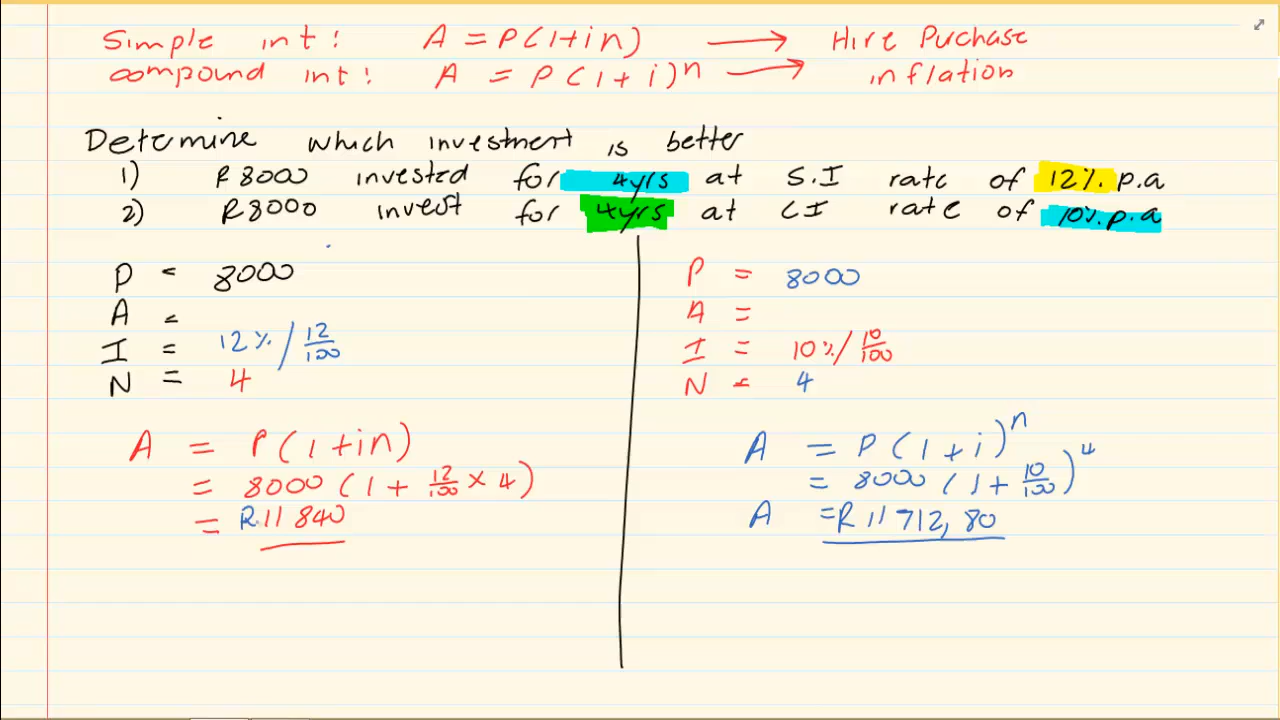 Simple int : A = P(1+in) → Hire Puchase
compound int : A = P(1+i)^n → inflation
Determine which investment is better
1) R8000 invested for 4yrs at S.I rate of 12% p.a
2) R8000 invest for 4yrs at CI rate of 10% p.a
P = 8000
A =
I = 12% / 12/100
N = 4
A = P(1+in)
= 8000 (1 + 12/100 × 4)
= R11 840
P = 8000
A =
I = 10% / 10/100
N = 4
A = P(1+i)^n
= 8000 (1 + 10/100)^4
A = R11 712,80